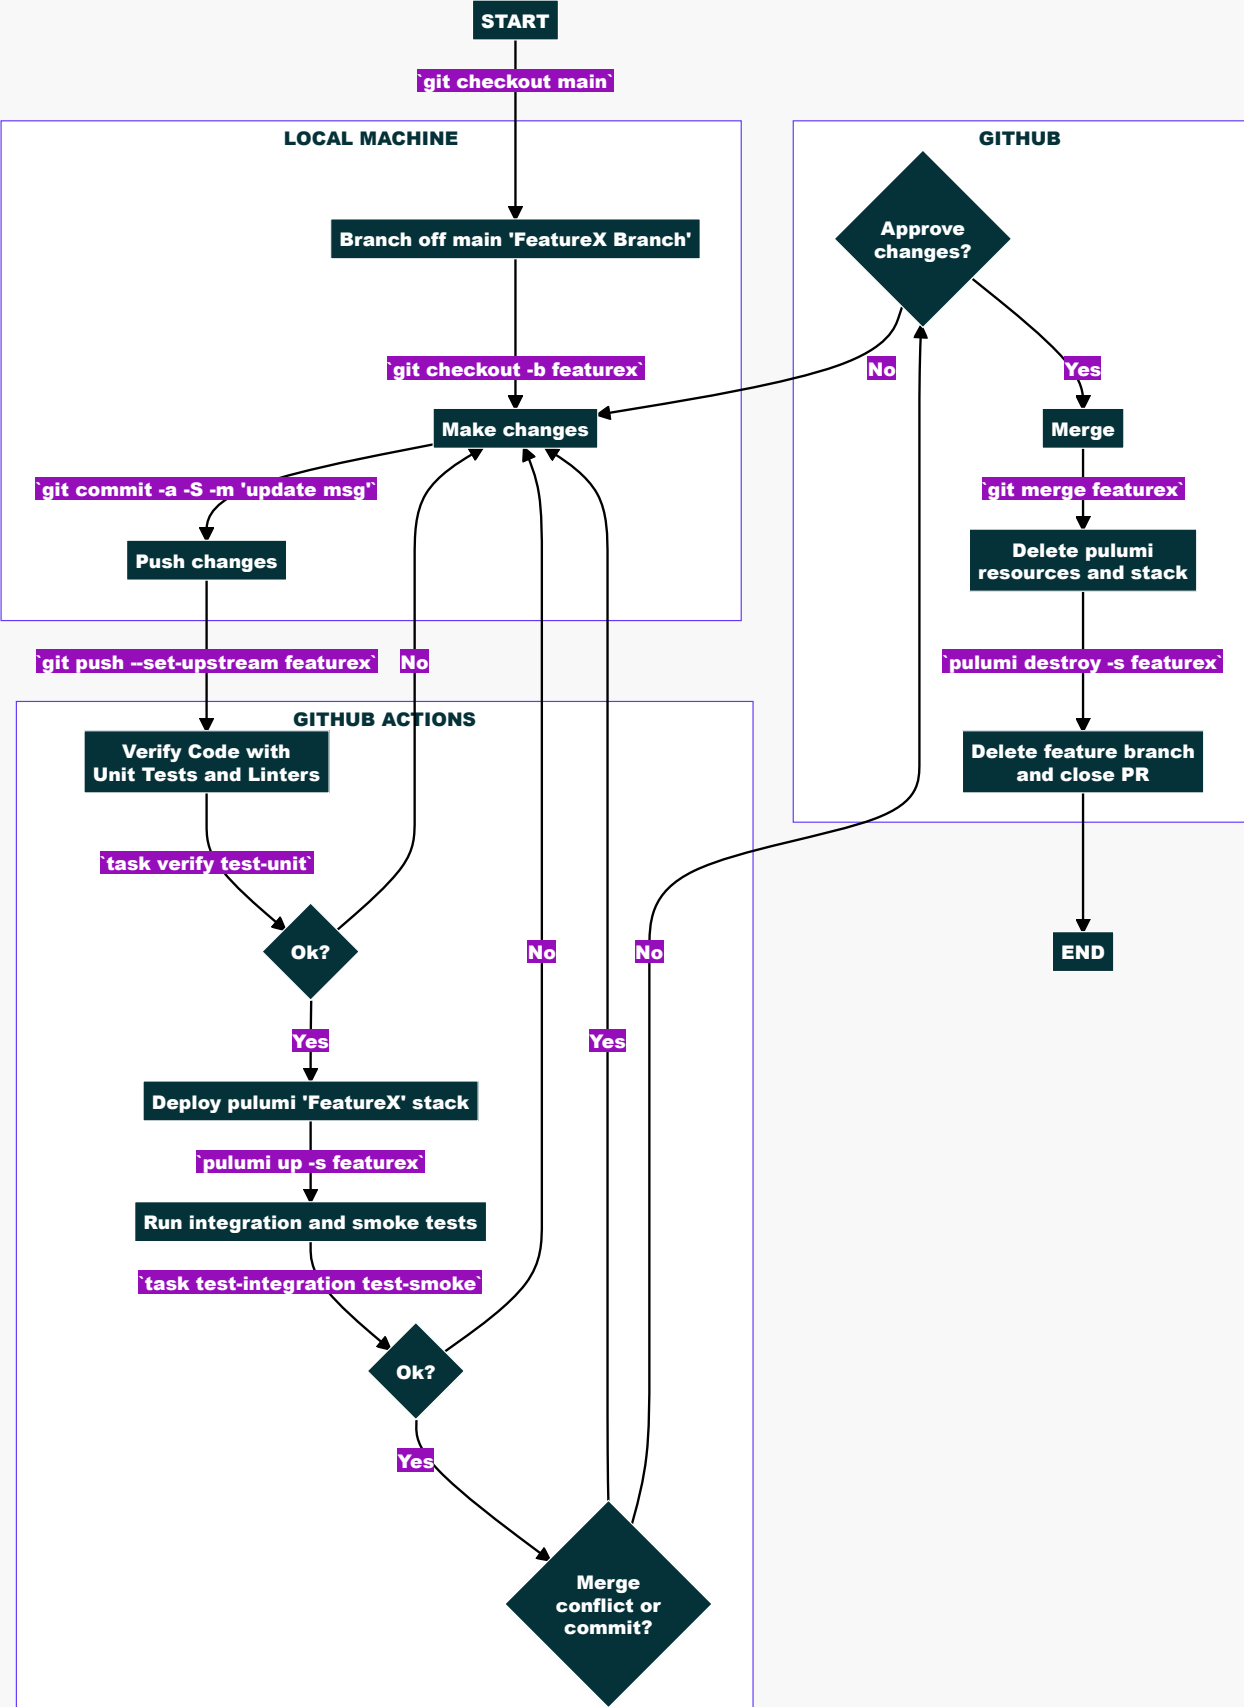 START
`git checkout main`
LOCAL MACHINE
Branch off main 'FeatureX Branch'
`git checkout -b featurex`
Make changes
`git commit -a -S -m 'update msg'`
Push changes
`git push --set-upstream featurex`
No
GITHUB ACTIONS
Verify Code with
Unit Tests and Linters
`task verify test-unit`
Ok?
No
No
Yes
Yes
Deploy pulumi 'FeatureX' stack
`pulumi up -s featurex`
Run integration and smoke tests
`task test-integration test-smoke`
Ok?
Yes
Merge
conflict or
commit?
GITHUB
Approve
changes?
No
Yes
Merge
`git merge featurex`
Delete pulumi
resources and stack
`pulumi destroy -s featurex`
Delete feature branch
and close PR
END